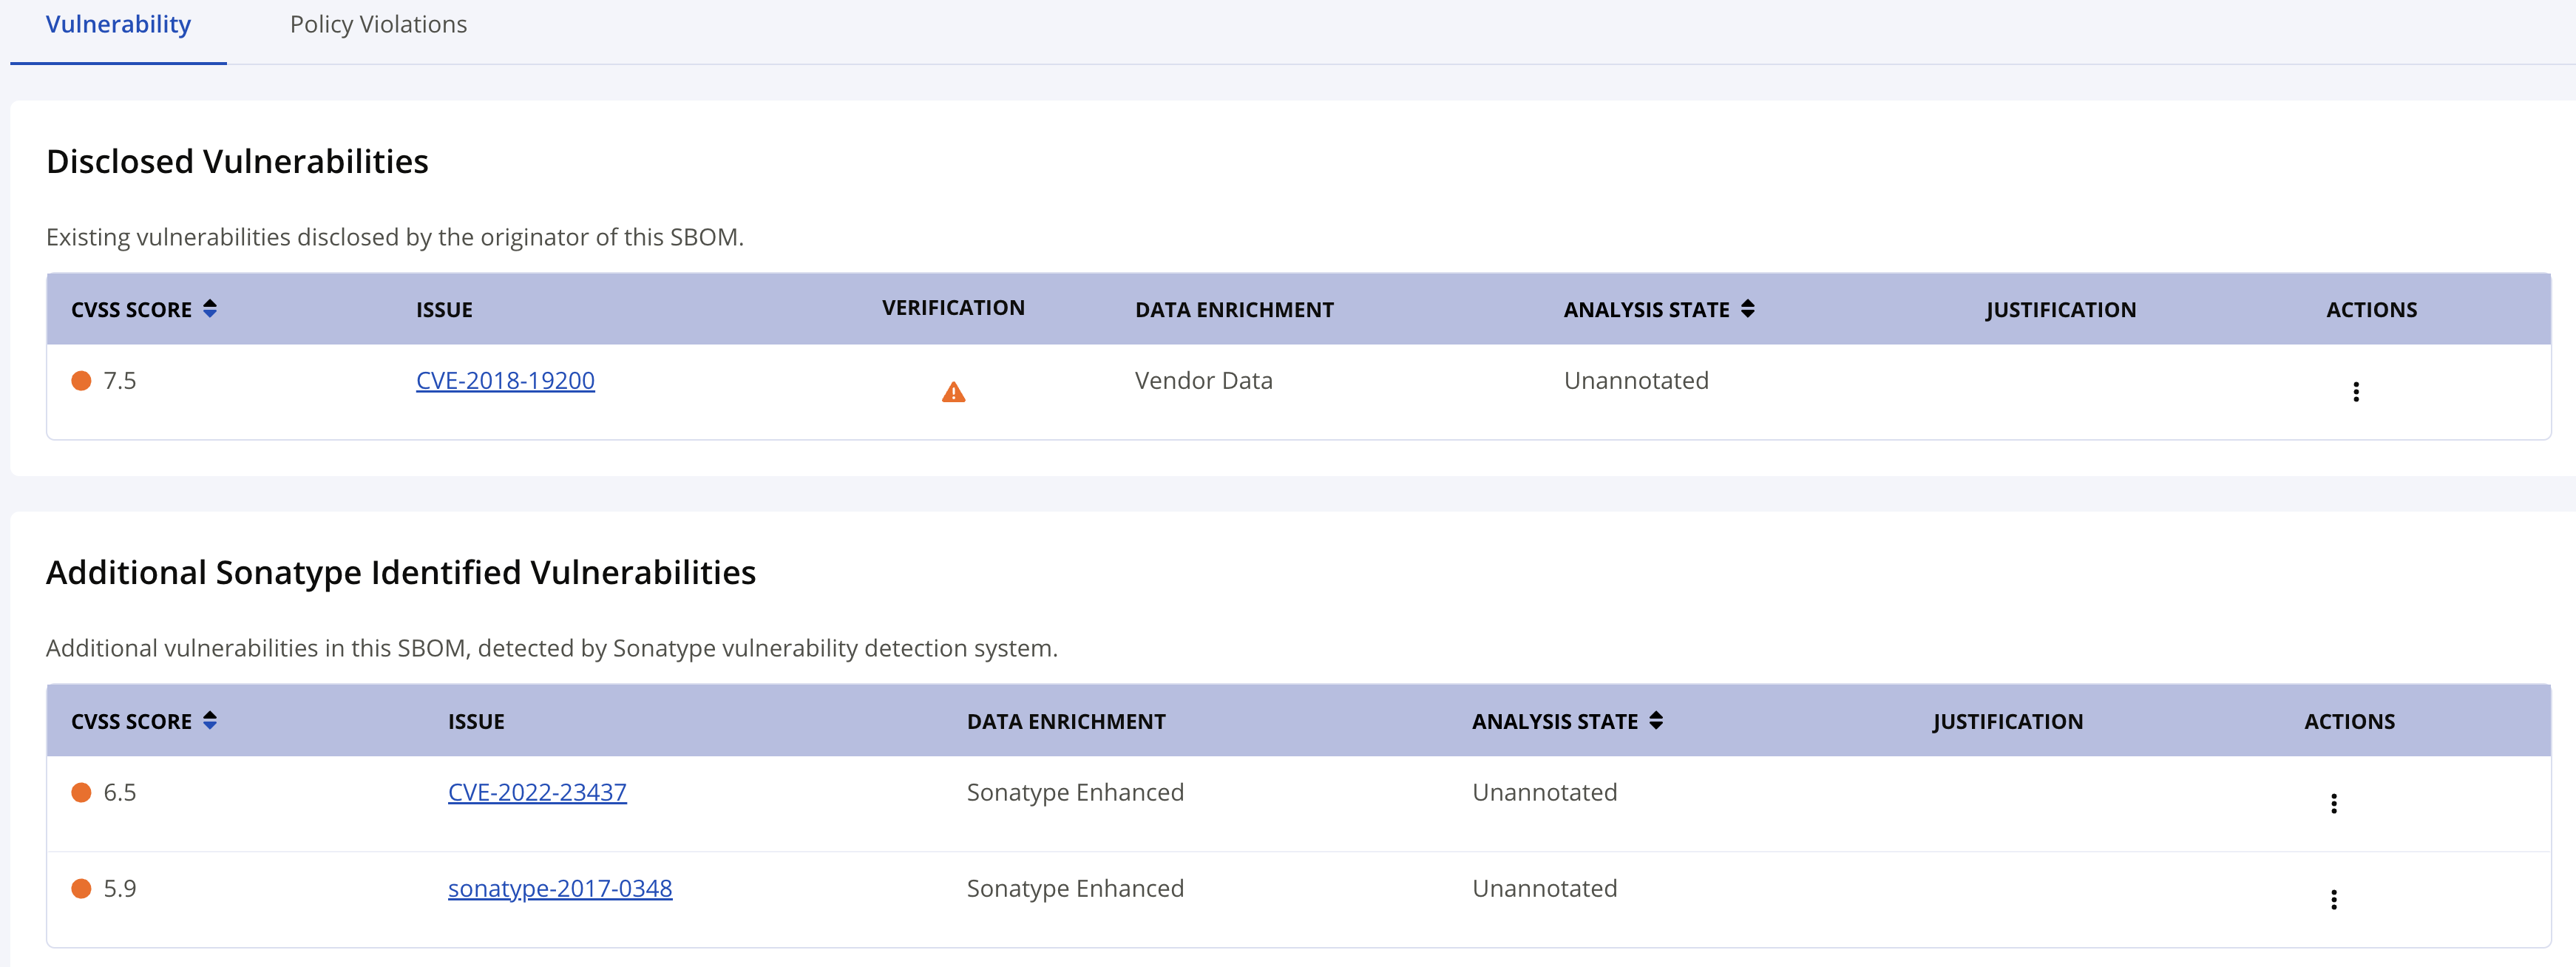 Vulnerability Policy Violations
Disclosed Vulnerabilities
Existing vulnerabilities disclosed by the originator of this SBOM.
CVSS SCORE ISSUE VERIFICATION DATA ENRICHMENT ANALYSIS STATE JUSTIFICATION ACTIONS
7.5 CVE-2018-19200 Vendor Data Unannotated
Additional Sonatype Identified Vulnerabilities
Additional vulnerabilities in this SBOM, detected by Sonatype vulnerability detection system.
CVSS SCORE ISSUE DATA ENRICHMENT ANALYSIS STATE JUSTIFICATION ACTIONS
6.5 CVE-2022-23437 Sonatype Enhanced Unannotated
5.9 sonatype-2017-0348 Sonatype Enhanced Unannotated